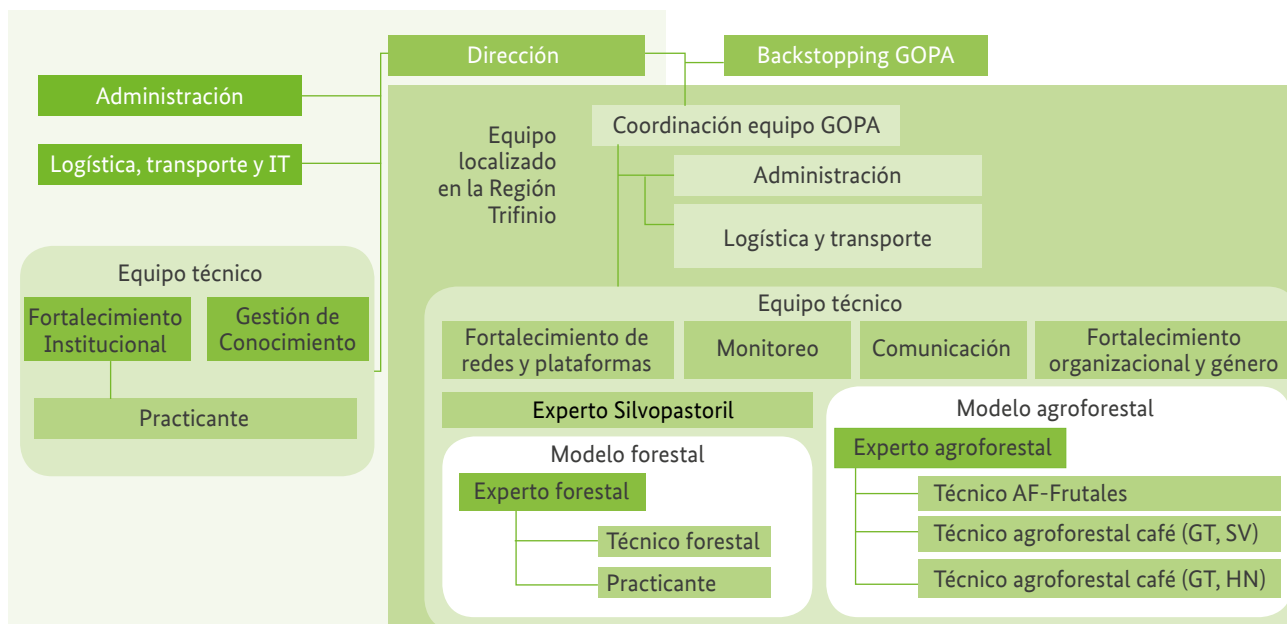 Dirección
Backstopping GOPA
Administración
Logística, transporte y IT
Equipo
localizado
en la Región
Trifinio
Coordinación equipo GOPA
Administración
Logística y transporte
Equipo técnico
Fortalecimiento
Institucional
Gestión de
Conocimiento
Practicante
Equipo técnico
Fortalecimiento de
redes y plataformas
Monitoreo
Comunicación
Fortalecimiento
organizacional y género
Experto Silvopastoril
Modelo forestal
Experto forestal
Técnico forestal
Practicante
Modelo agroforestal
Experto agroforestal
Técnico AF-Frutales
Técnico agroforestal café (GT, SV)
Técnico agroforestal café (GT, HN)